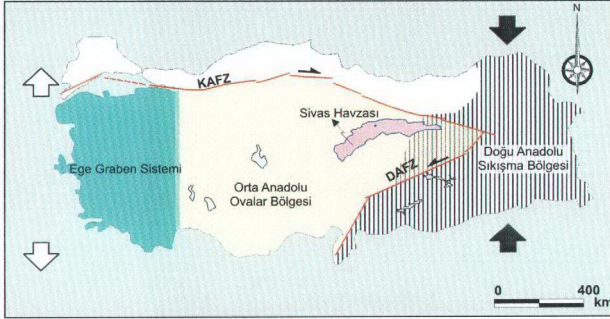 N
KAFZ
Sivas Havzası
Ege Graben Sistemi
DAFZ
Doğu Anadolu
Sıkışma Bölgesi
Orta Anadolu
Ovalar Bölgesi
0 400
km